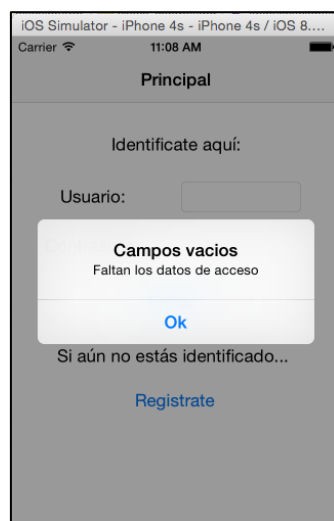 iOS Simulator - iPhone 4s - iPhone 4s / iOS 8....
Carrier 11:08 AM
Principal
Identificate aquí:
Usuario:
Campos vacios
Faltan los datos de acceso
Ok
Si aún no estás identificado...
Registrate